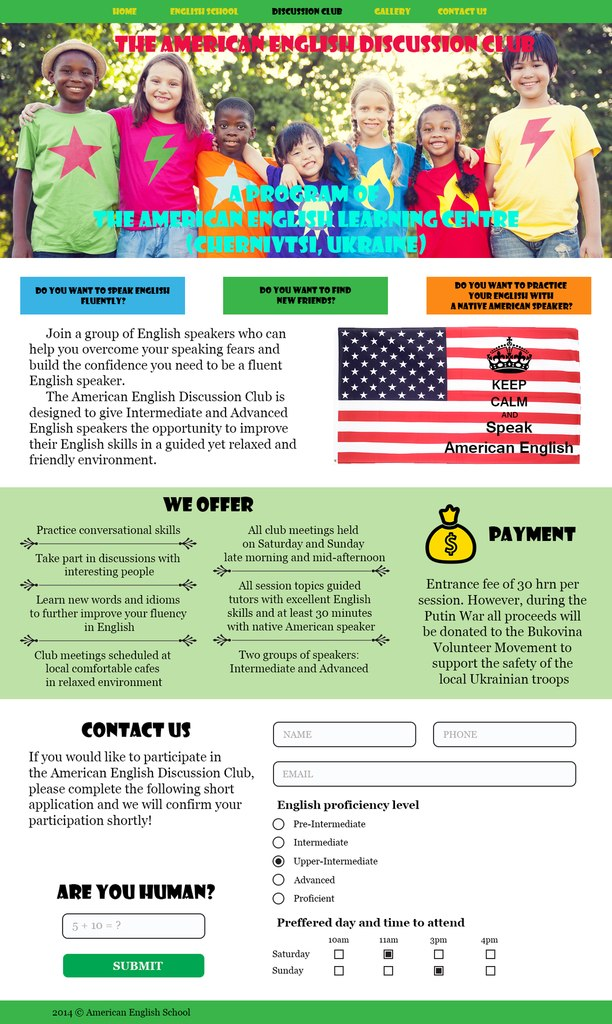 HOME ENGLISH SCHOOL DISCUSSION CLUB GALLERY CONTACT US
THE AMERICAN ENGLISH DISCUSSION CLUB
A PROGRAM OF
THE AMERICAN ENGLISH LEARNING CENTRE
(CHERNIVTSI, UKRAINE)
DO YOU WANT TO SPEAK ENGLISH
FLUENTLY?
DO YOU WANT TO FIND
NEW FRIENDS?
DO YOU WANT TO PRACTICE
YOUR ENGLISH WITH
A NATIVE AMERICAN SPEAKER?
Join a group of English speakers who can
help you overcome your speaking fears and
build the confidence you need to be a fluent
English speaker.
The American English Discussion Club is
designed to give Intermediate and Advanced
English speakers the opportunity to improve
their English skills in a guided yet relaxed and
friendly environment.
KEEP
CALM
AND
Speak
American English
WE OFFER
Practice conversational skills
Take part in discussions with
interesting people
Learn new words and idioms
to further improve your fluency
in English
Club meetings scheduled at
local comfortable cafes
in relaxed environment
All club meetings held
on Saturday and Sunday
late morning and mid-afternoon
All session topics guided
tutors with excellent English
skills and at least 30 minutes
with native American speaker
Two groups of speakers:
Intermediate and Advanced
$
PAYMENT
Entrance fee of 30 hrn per
session. However, during the
Putin War all proceeds will
be donated to the Bukovina
Volunteer Movement to
support the safety of the
local Ukrainian troops
CONTACT US
If you would like to participate in
the American English Discussion Club,
please complete the following short
application and we will confirm your
participation shortly!
ARE YOU HUMAN?
5 + 10 = ?
SUBMIT
NAME PHONE
EMAIL
English proficiency level
Pre-Intermediate
Intermediate
Upper-Intermediate
Advanced
Proficient
Preffered day and time to attend
10am 11am 3pm 4pm
Saturday
Sunday
2014 © American English School